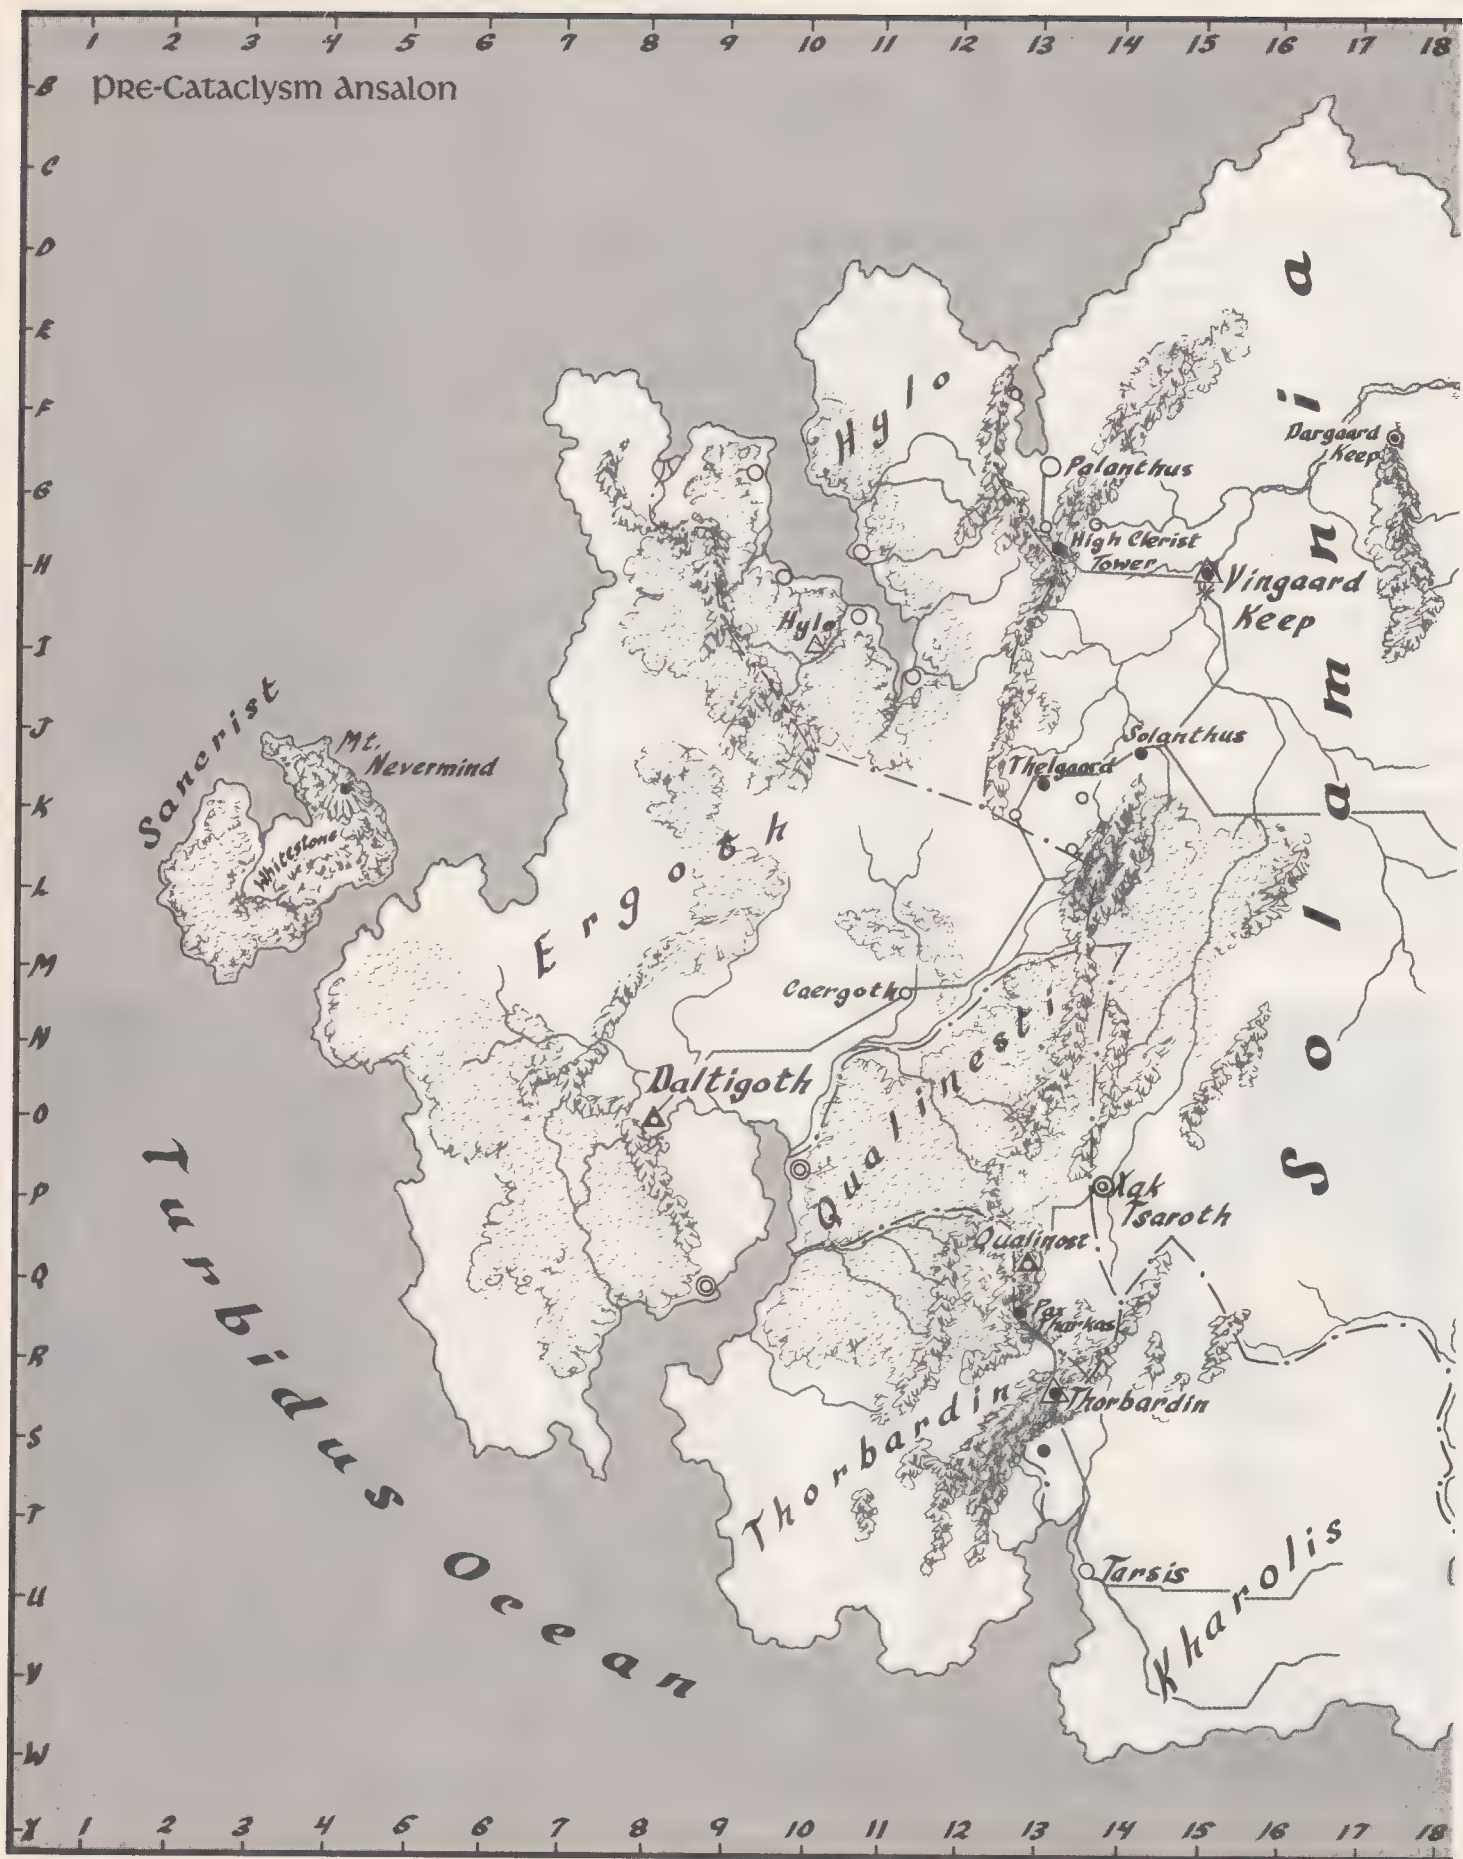 1 2 3 4 5 6 7 8 9 10 11 12 13 14 15 16 17 18
B
PRE-Cataclysm Ansalon
C
D
E
F
G
H
I
J
K
L
M
N
O
P
Q
R
S
T
U
V
W
X
Hylo
Dargaard
Keep
Palanthus
High Clerist
Tower
Vingaard
Keep
Hylo
Sancrist
Mt.
Nevermind
Whitestone
Solanthus
Thelgaard
Solamnia
Ergoth
Caergoth
Qualinesti
Daltigoth
Xak
Tsaroth
Qualinost
Pax
Tharkas
Thorbardin
Thorbardin
Tarsis
Kharolis
Turbidus Ocean
1 2 3 4 5 6 7 8 9 10 11 12 13 14 15 16 17 18